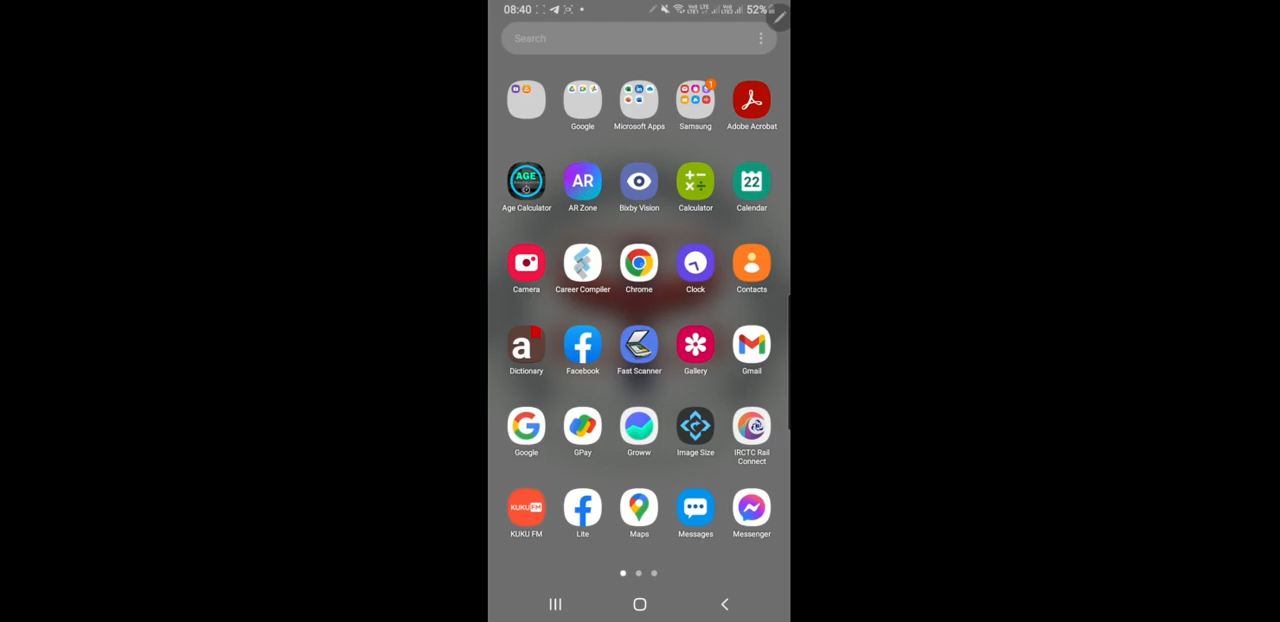 08:40 52%
Search
1
Google Microsoft Apps Samsung Adobe Acrobat
AGE AR 22
Age Calculator AR Zone Bixby Vision Calculator Calendar
Camera Career Compiler Chrome Clock Contacts
a
Dictionary Facebook Fast Scanner Gallery Gmail
Google GPay Groww Image Size IRCTC Rail
Connect
KUKU FM
KUKU FM Lite Maps Messages Messenger